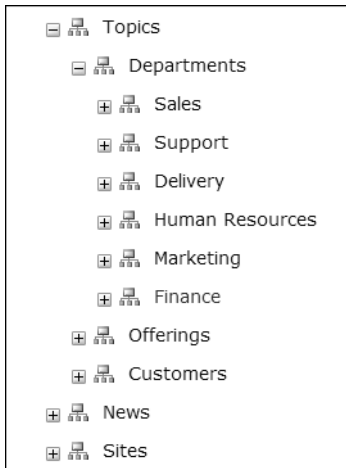 Topics
Departments
Sales
Support
Delivery
Human Resources
Marketing
Finance
Offerings
Customers
News
Sites